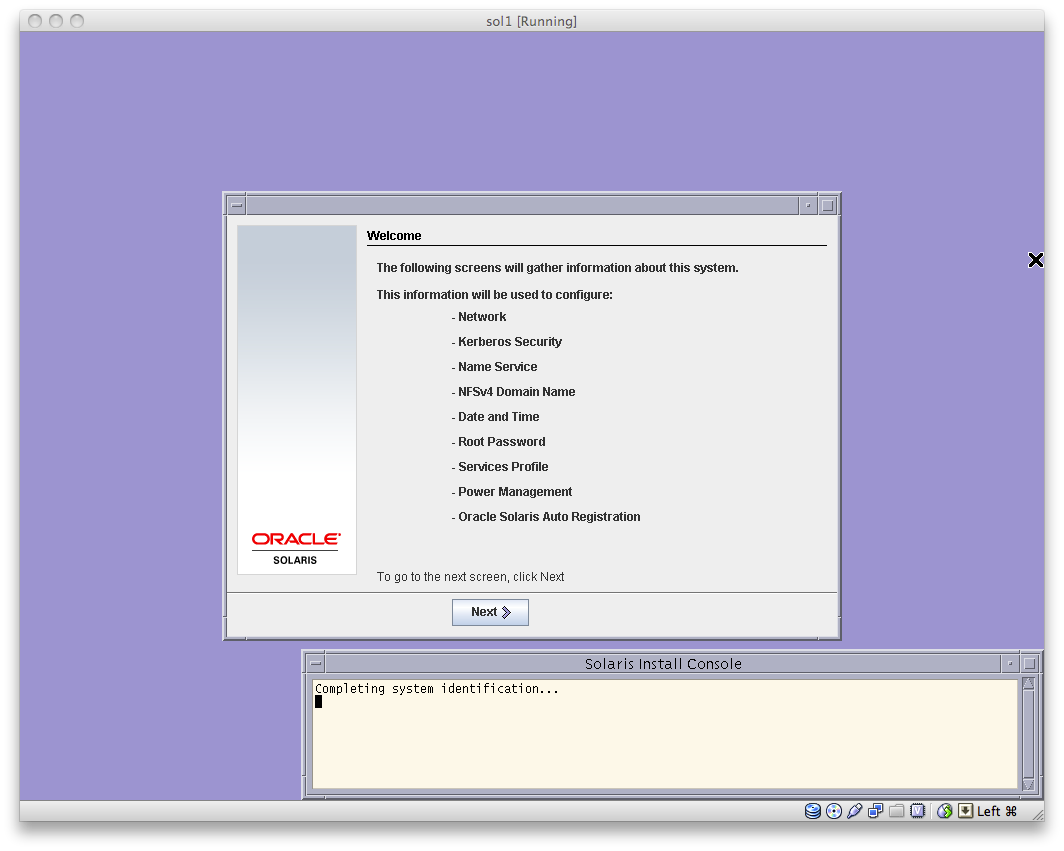 sol1 [Running]
Welcome
The following screens will gather information about this system.
This information will be used to configure:
- Network
- Kerberos Security
- Name Service
- NFSv4 Domain Name
- Date and Time
- Root Password
- Services Profile
- Power Management
- Oracle Solaris Auto Registration
ORACLE
SOLARIS
To go to the next screen, click Next
Next
Solaris Install Console
Completing system identification...
Left ⌘